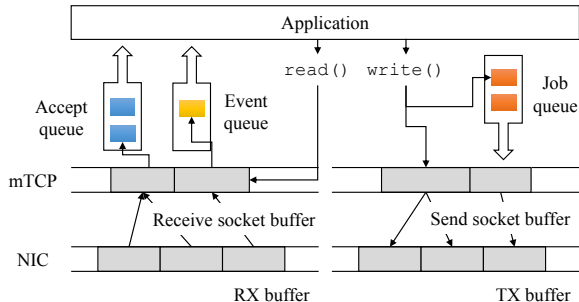 Application
read() write()
Accept
queue
Event
queue
Job
queue
mTCP
Receive socket buffer
Send socket buffer
NIC
RX buffer
TX buffer